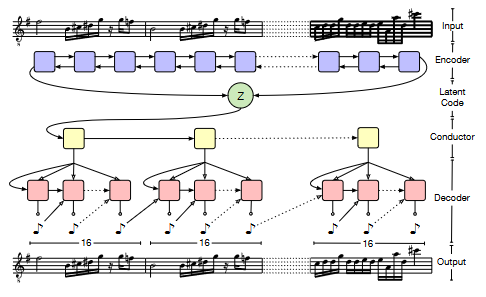 Input
Encoder
Z
Latent
Code
Conductor
Decoder
16 16 16
Output